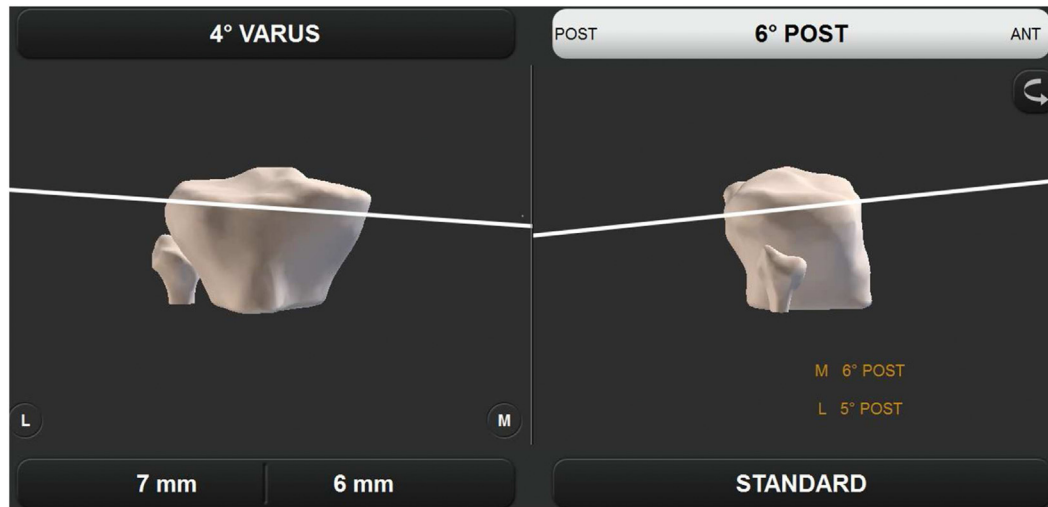 4° VARUS
POST 6° POST ANT
M 6° POST
L 5° POST
L M
7 mm 6 mm STANDARD